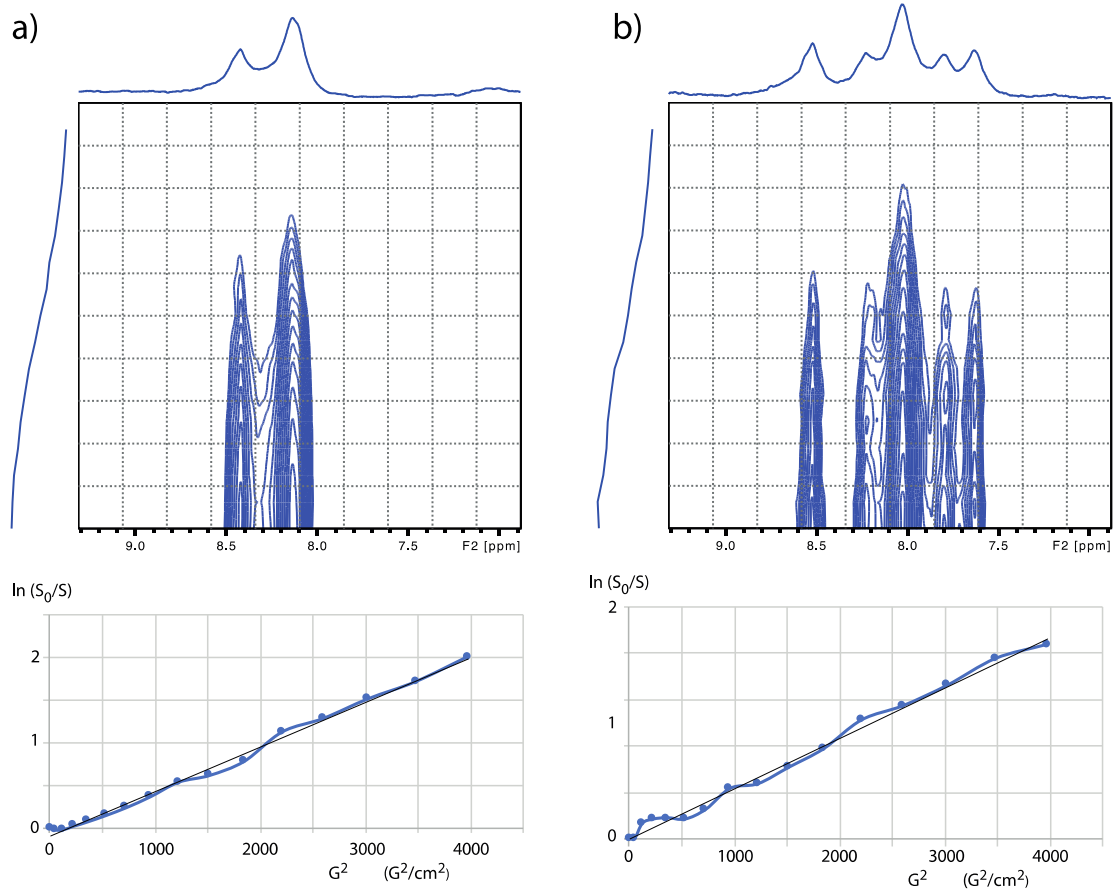 a)
b)
9.0 8.5 8.0 7.5 F2 [ppm]
9.0 8.5 8.0 7.5 F2 [ppm]
ln (S0/S)
2
1
0
0 1000 2000 3000 4000
G² (G²/cm²)
ln (S0/S)
2
1
0
0 1000 2000 3000 4000
G² (G²/cm²)